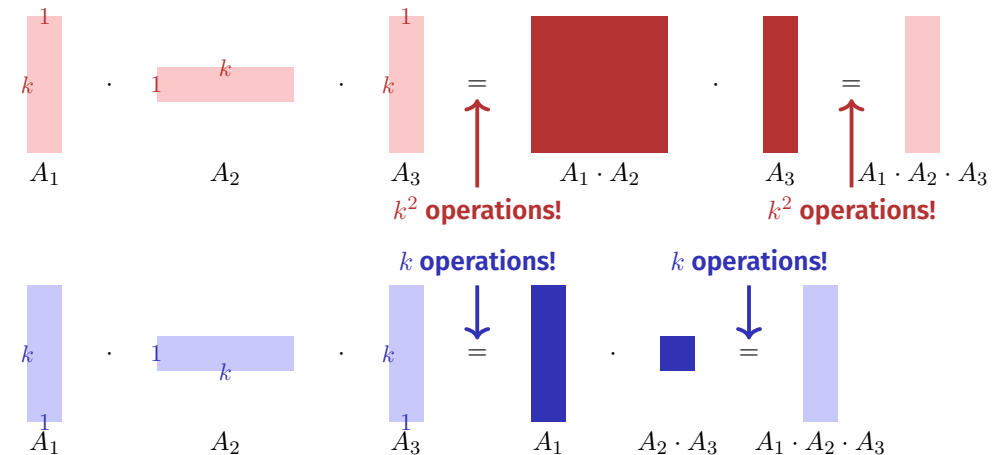 1 1
k · 1 k · k = · =
A₁ A₂ A₃ A₁ · A₂ A₃ A₁ · A₂ · A₃
k² operations! k² operations!
k operations! k operations!
k · 1 k · k = · =
1 1
A₁ A₂ A₃ A₁ A₂ · A₃ A₁ · A₂ · A₃